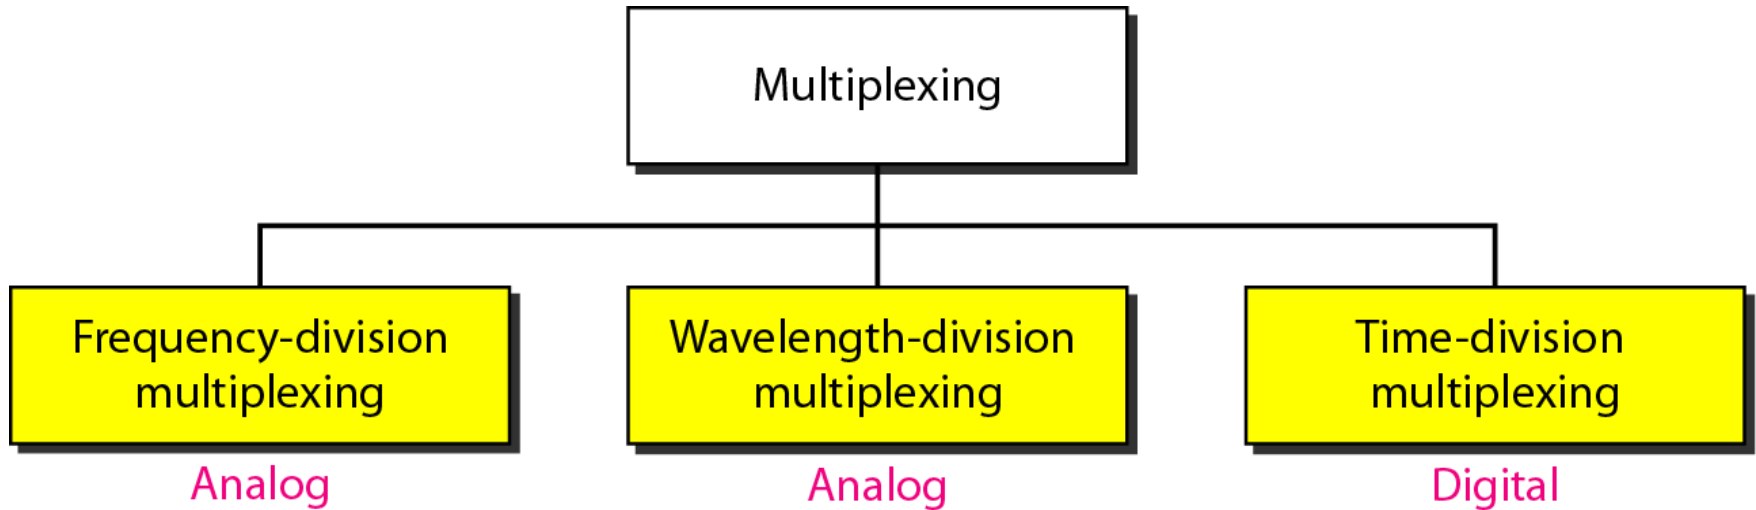 Multiplexing
Frequency-division
multiplexing
Wavelength-division
multiplexing
Time-division
multiplexing
Analog
Analog
Digital